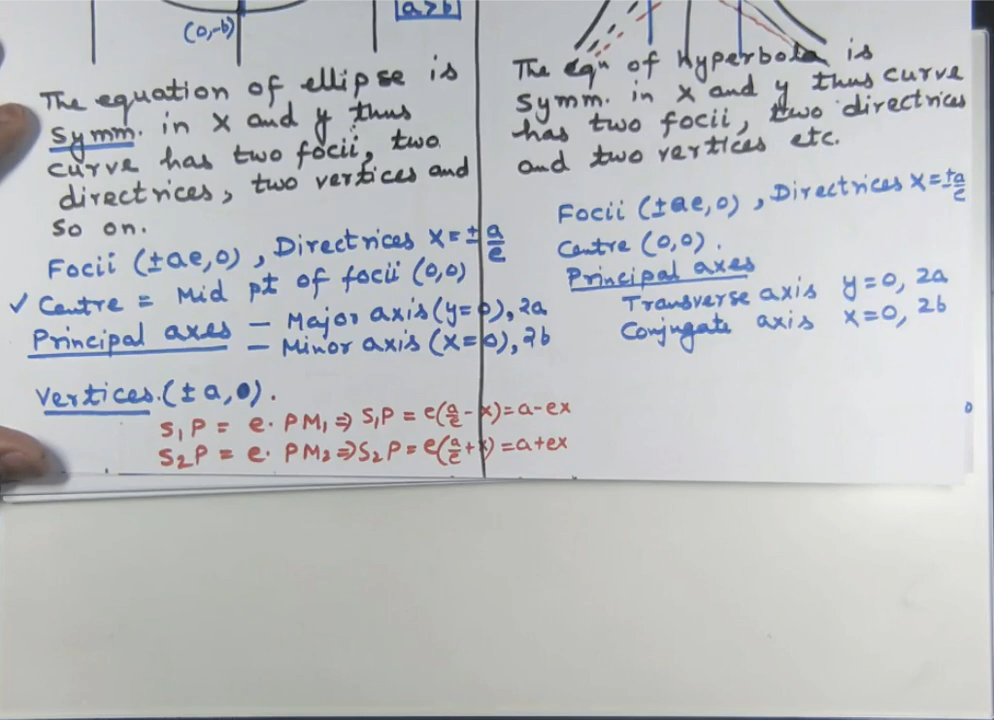 (0,-b)
a>b
The equation of ellipse is
symm. in x and y thus
curve has two focii, two
directrices, two vertices and
so on.
Focii (±ae,0), Directrices x=±a/e
✓ Centre = Mid pt of focii (0,0)
Principal axes – Major axis (y=0), 2a
– Minor axis (x=0), 2b
Vertices. (±a,0).
S₁P = e. PM₁ ⇒ S₁P = e(a/e - x) = a-ex
S₂P = e. PM₂ ⇒ S₂P = e(a/e + x) = a+ex
The eqn of hyperbola is
symm. in x and y thus curve
has two focii, two directrices
and two vertices etc.
Focii (±ae,0), Directrices x=±a/e
Centre (0,0).
Principal axes
Transverse axis y=0, 2a
Conjugate axis x=0, 2b